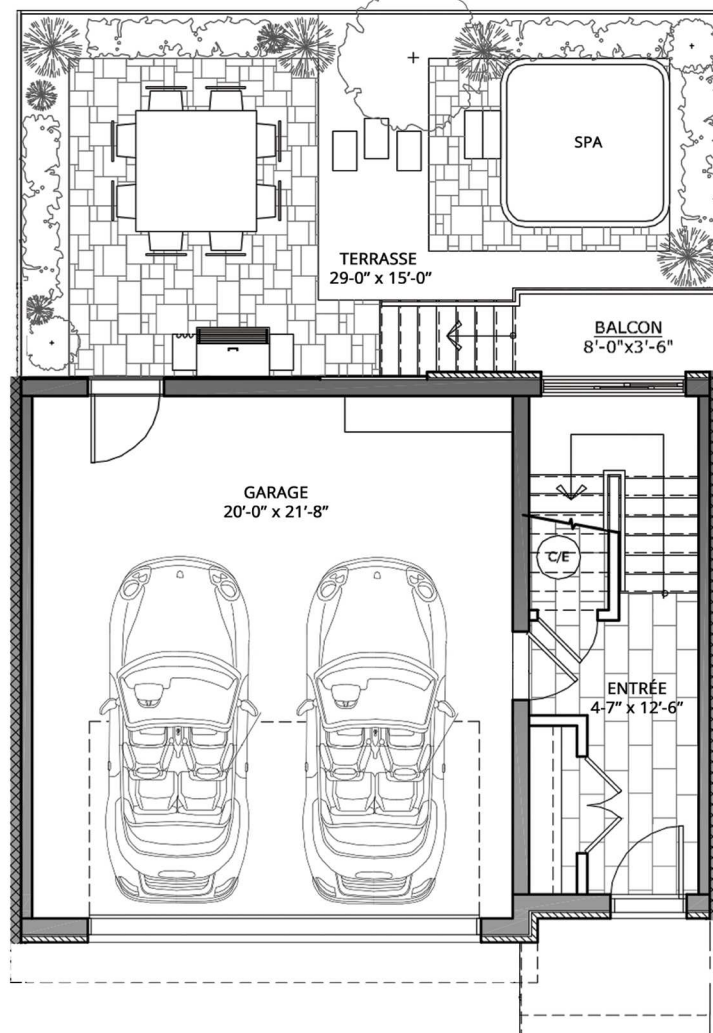 SPA
TERRASSE
29-0” x 15’-0”
BALCON
8'-0"x3'-6"
GARAGE
20’-0” x 21’-8”
C/E
ENTRÉE
4-7” x 12’-6”